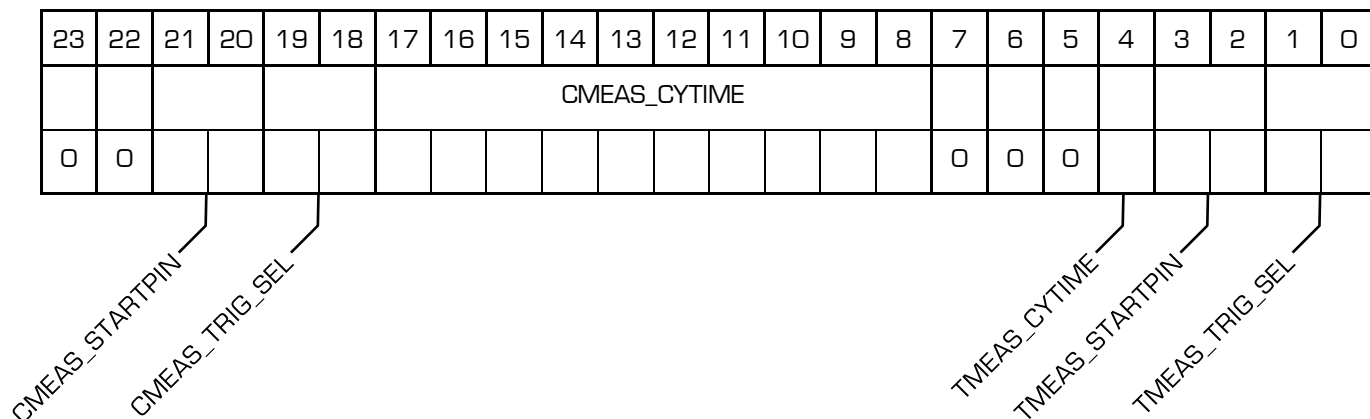 23 22 21 20 19 18 17 16 15 14 13 12 11 10 9 8 7 6 5 4 3 2 1 0
CMEAS_CYTIME
0 0 0 0 0
CMEAS_STARTPIN
CMEAS_TRIG_SEL
TMEAS_CYTIME
TMEAS_STARTPIN
TMEAS_TRIG_SEL